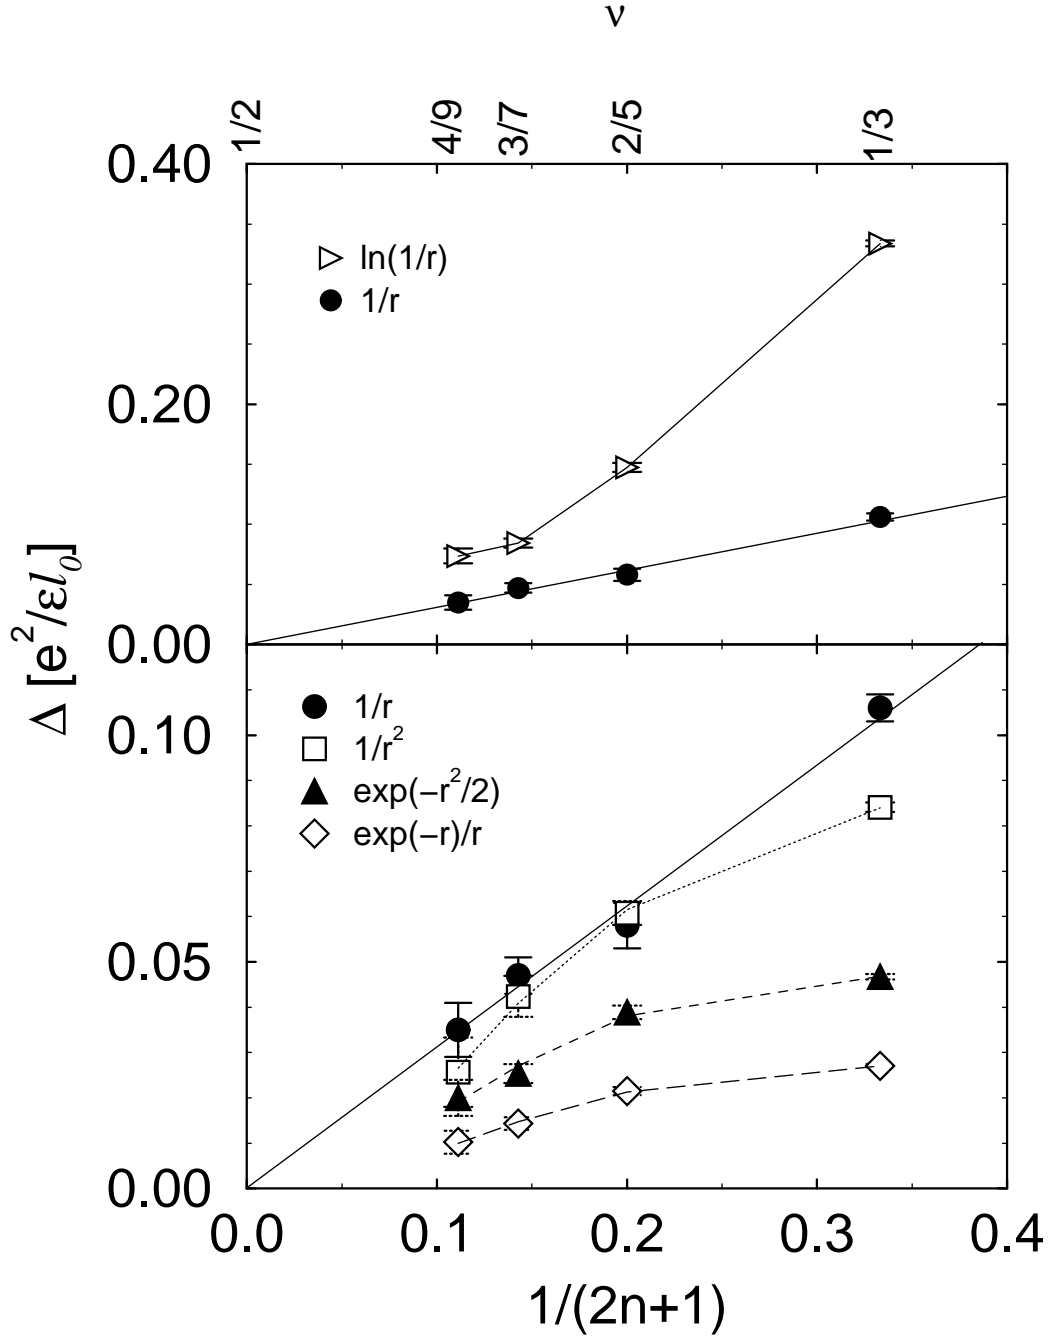 ν
1/2 4/9 3/7 2/5 1/3
0.40
ln(1/r)
1/r
0.20
0.00
Δ [e²/εl₀]
1/r
0.10
1/r²
exp(−r²/2)
exp(−r)/r
0.05
0.00
0.0 0.1 0.2 0.3 0.4
1/(2n+1)